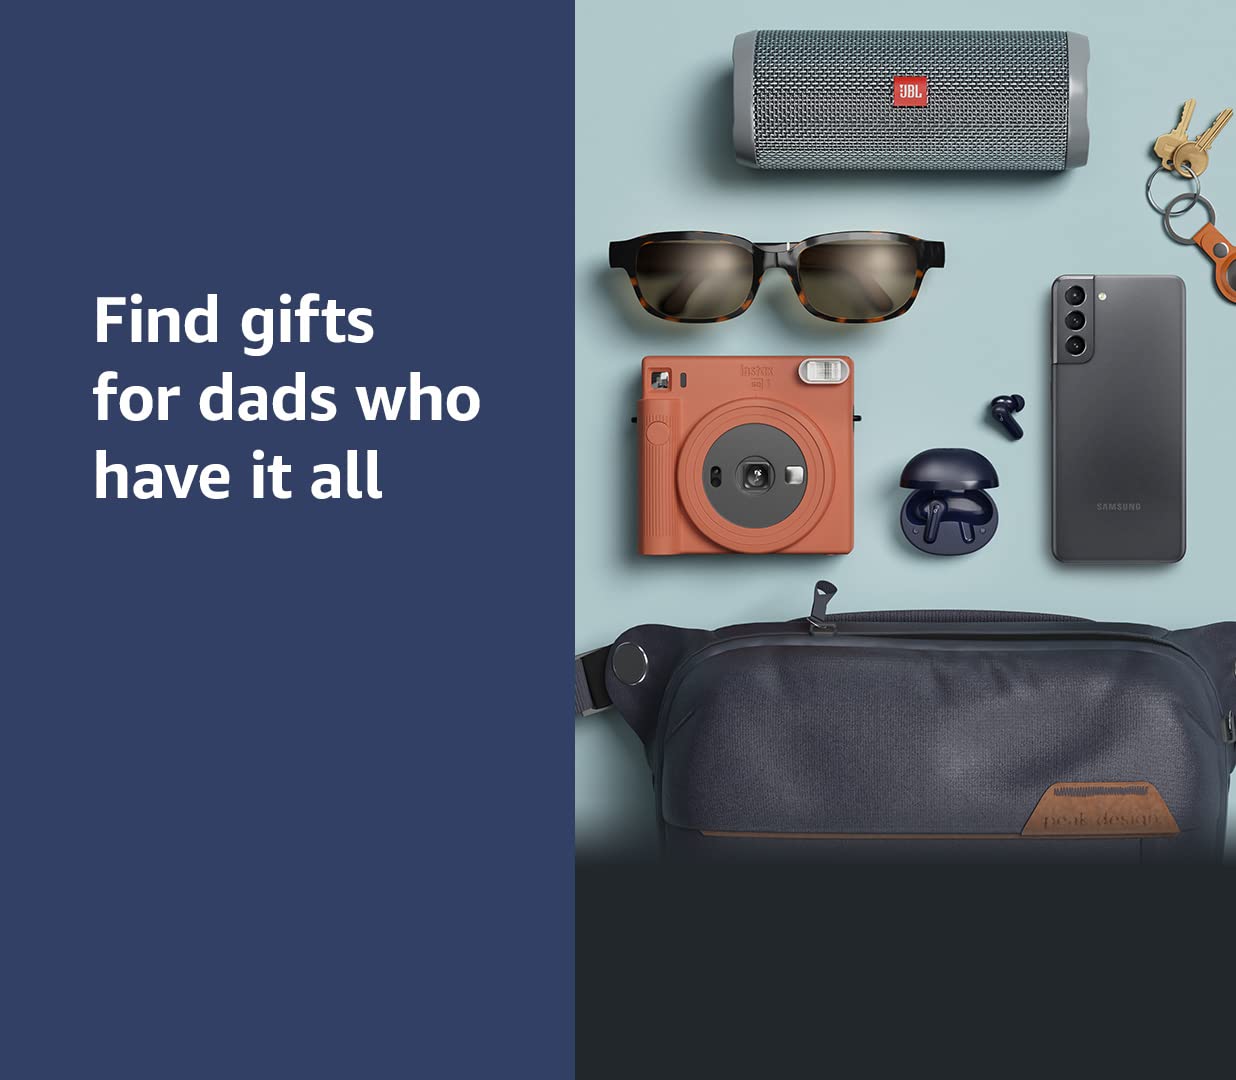 Find gifts
for dads who
have it all
JBL
instax
SAMSUNG
peak design